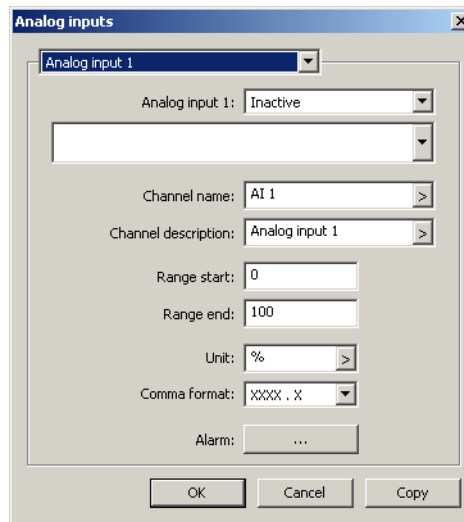 Analog inputs
Analog input 1
Analog input 1: Inactive
Channel name: AI 1 >
Channel description: Analog input 1 >
Range start: 0
Range end: 100
Unit: % >
Comma format: XXXX . X
Alarm: ...
OK Cancel Copy